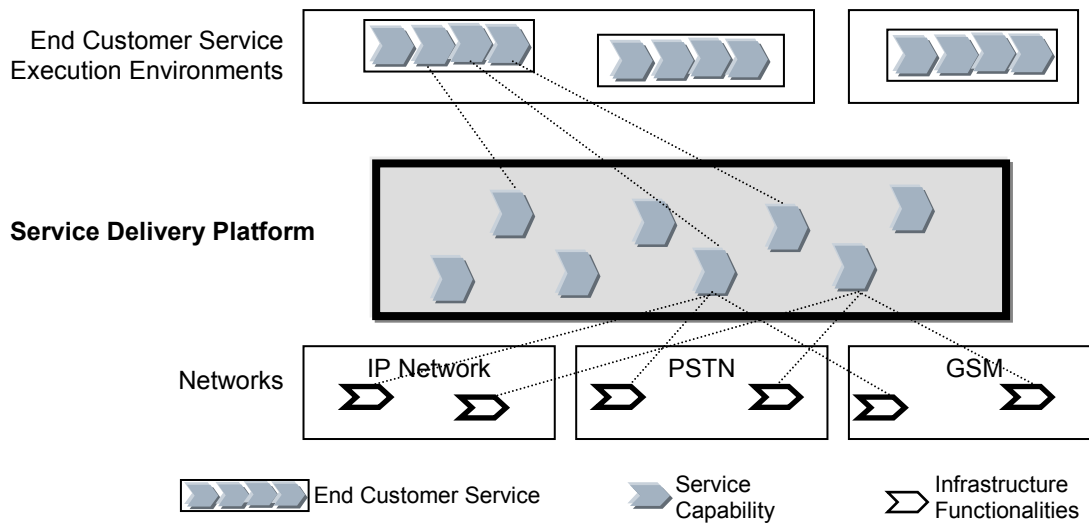 End Customer Service
Execution Environments
Service Delivery Platform
Networks
IP Network
PSTN
GSM
End Customer Service
Service
Capability
Infrastructure
Functionalities